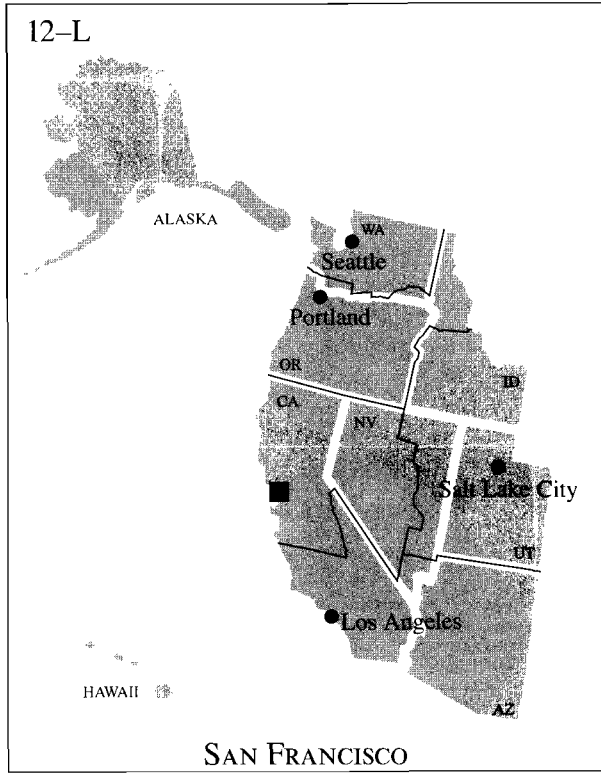 12–L
ALASKA
WA
Seattle
Portland
OR
ID
CA
NV
Salt Lake City
UT
Los Angeles
HAWAII
AZ
SAN FRANCISCO